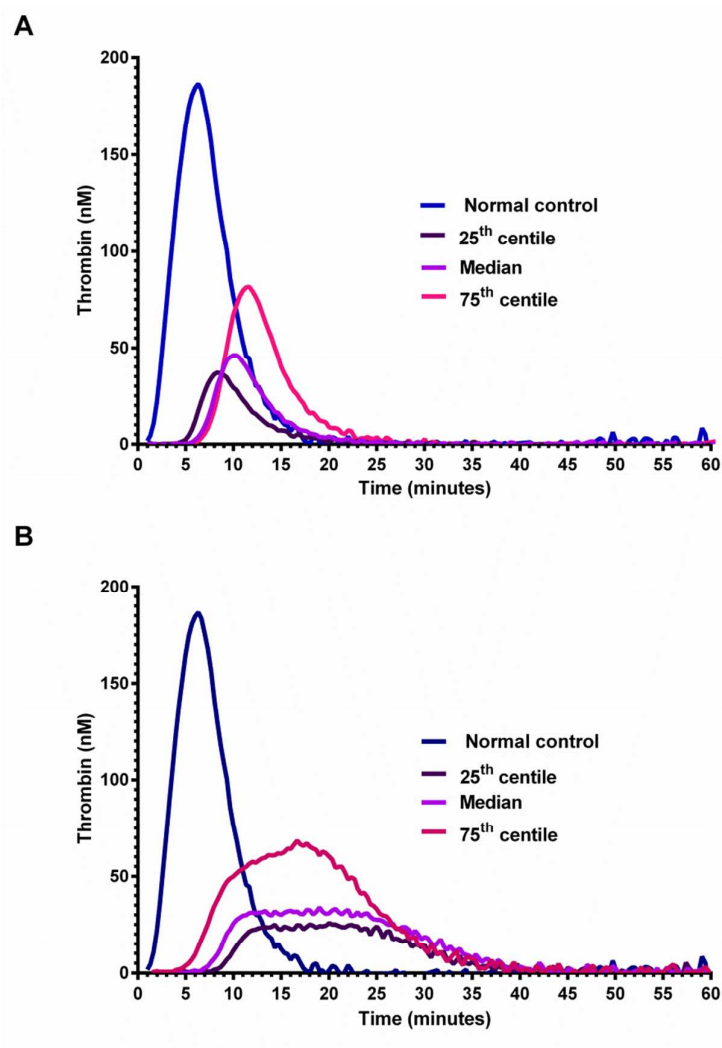 A
200
150
100
50
0
Thrombin (nM)
Normal control
25th centile
Median
75th centile
0 5 10 15 20 25 30 35 40 45 50 55 60
Time (minutes)
B
200
150
100
50
0
Thrombin (nM)
Normal control
25th centile
Median
75th centile
0 5 10 15 20 25 30 35 40 45 50 55 60
Time (minutes)